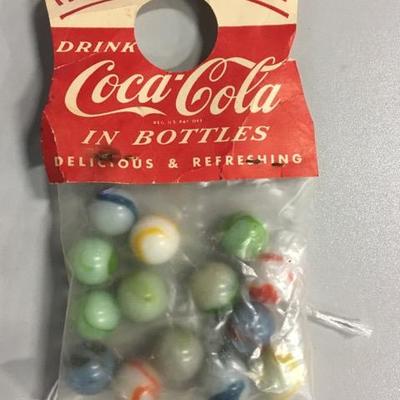 DRINK
Coca-Cola
REG. U.S. PAT. OFF.
IN BOTTLES
DELICIOUS & REFRESHING